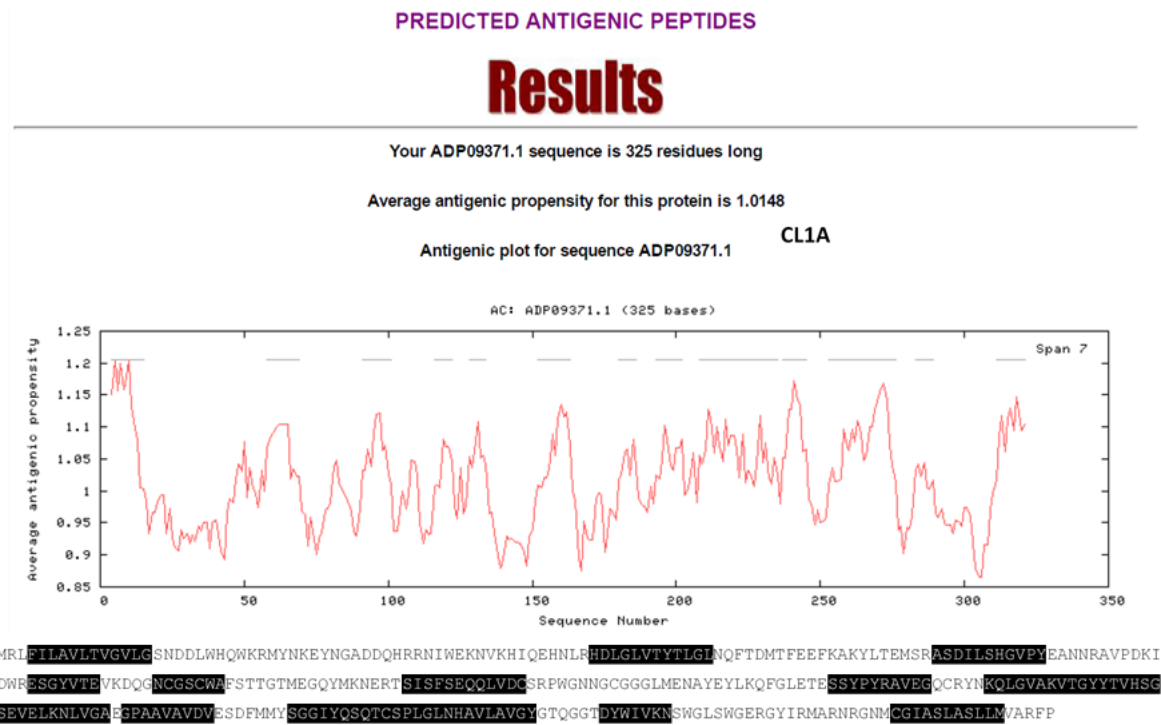 PREDICTED ANTIGENIC PEPTIDES
Results
Your ADP09371.1 sequence is 325 residues long
Average antigenic propensity for this protein is 1.0148
CL1A
Antigenic plot for sequence ADP09371.1
AC: ADP09371.1 (325 bases)
Average antigenic propensity
1.25
1.2
1.15
1.1
1.05
1
0.95
0.9
0.85
Span 7
0 50 100 150 200 250 300 350
Sequence Number
MRLFILAVLTVGVLGSNDDLWHQWKRMYNKEYNGADDQHRRNIWEKNVKHIQEHNLRHDLGLVTYTLGLNQFTDMTFEEFKAKYLTEMSRASDILSHGVPYEANNRAVPDKI
DWRESGYVTEVKDQGNCGSCWAFSTTGTMEGQYMKNERTSISFSEQQLVDCSRPWGNNGCGGGLMENAYEYLKQFGLETESSYPYRAVEGQCRYNKQLGVAKVTGYYTVHSG
SEVELKNLVGAEGPAAVAVDVESDFMMYSGGIYQSQTCSPLGLNHAVLAVGYGTQGGTDYWIVKNSWGLSWGERGYIRMARNRGNMCGIASLASLLMVARFP